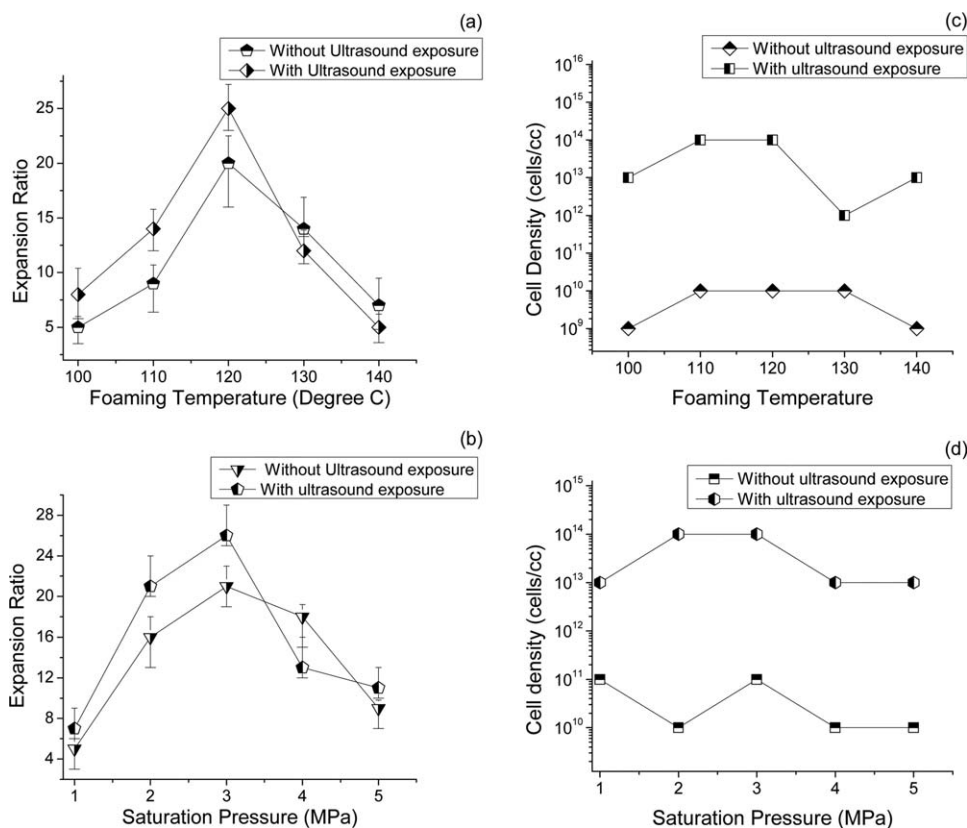 (a)
Without Ultrasound exposure
With Ultrasound exposure
25
20
15
10
5
Expansion Ratio
100 110 120 130 140
Foaming Temperature (Degree C)
(c)
Without ultrasound exposure
With ultrasound exposure
10^16
10^15
10^14
10^13
10^12
10^11
10^10
10^9
Cell Density (cells/cc)
100 110 120 130 140
Foaming Temperature
(b)
Without Ultrasound exposure
With ultrasound exposure
28
24
20
16
12
8
4
Expansion Ratio
1 2 3 4 5
Saturation Pressure (MPa)
(d)
Without ultrasound exposure
With ultrasound exposure
10^15
10^14
10^13
10^12
10^11
10^10
Cell density (cells/cc)
1 2 3 4 5
Saturation Pressure (MPa)